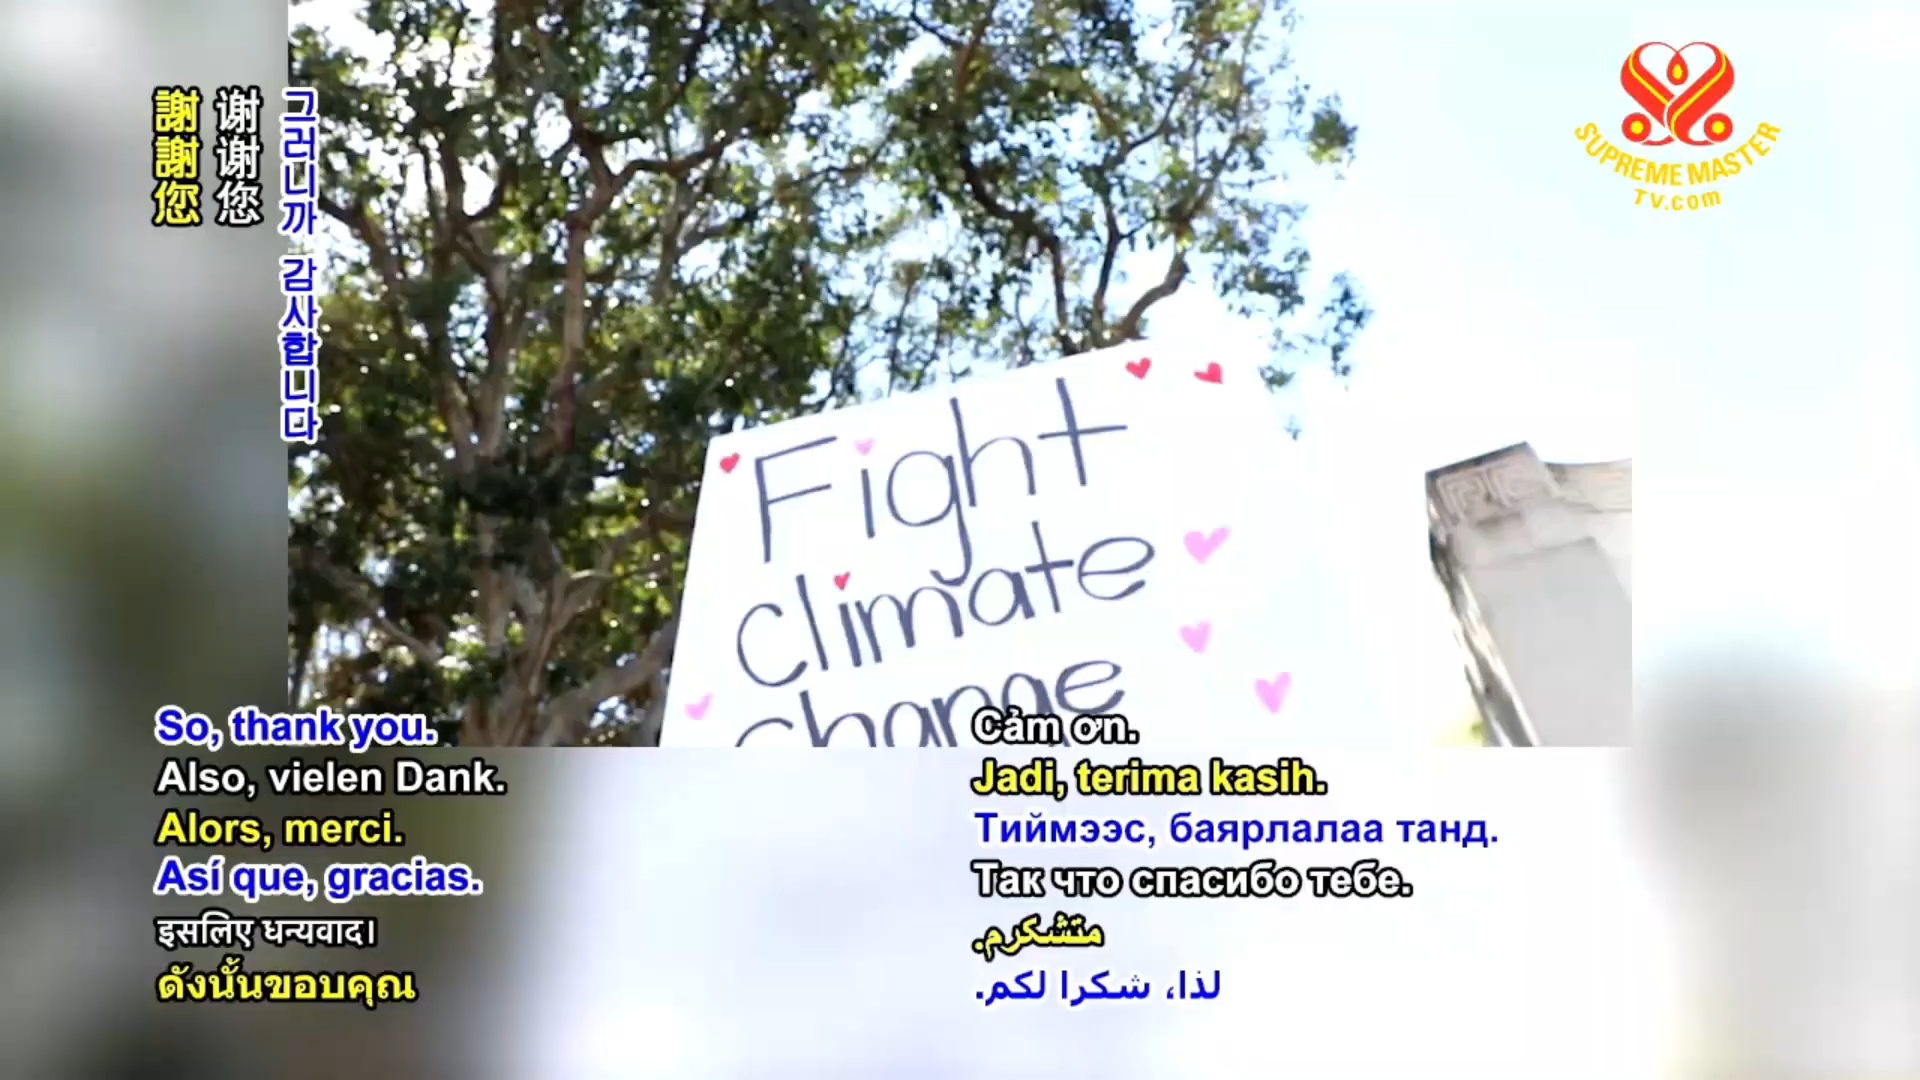 謝謝您
谢谢您
그러니까 감사합니다
SUPREME MASTER
TV.com
Fight
climate
change
So, thank you.
Also, vielen Dank.
Alors, merci.
Así que, gracias.
इसलिए धन्यवाद।
ดังนั้นขอบคุณ
Cảm ơn.
Jadi, terima kasih.
Тиймээс, баярлалаа танд.
Так что спасибо тебе.
متشکرم.
لذا، شكرا لكم.